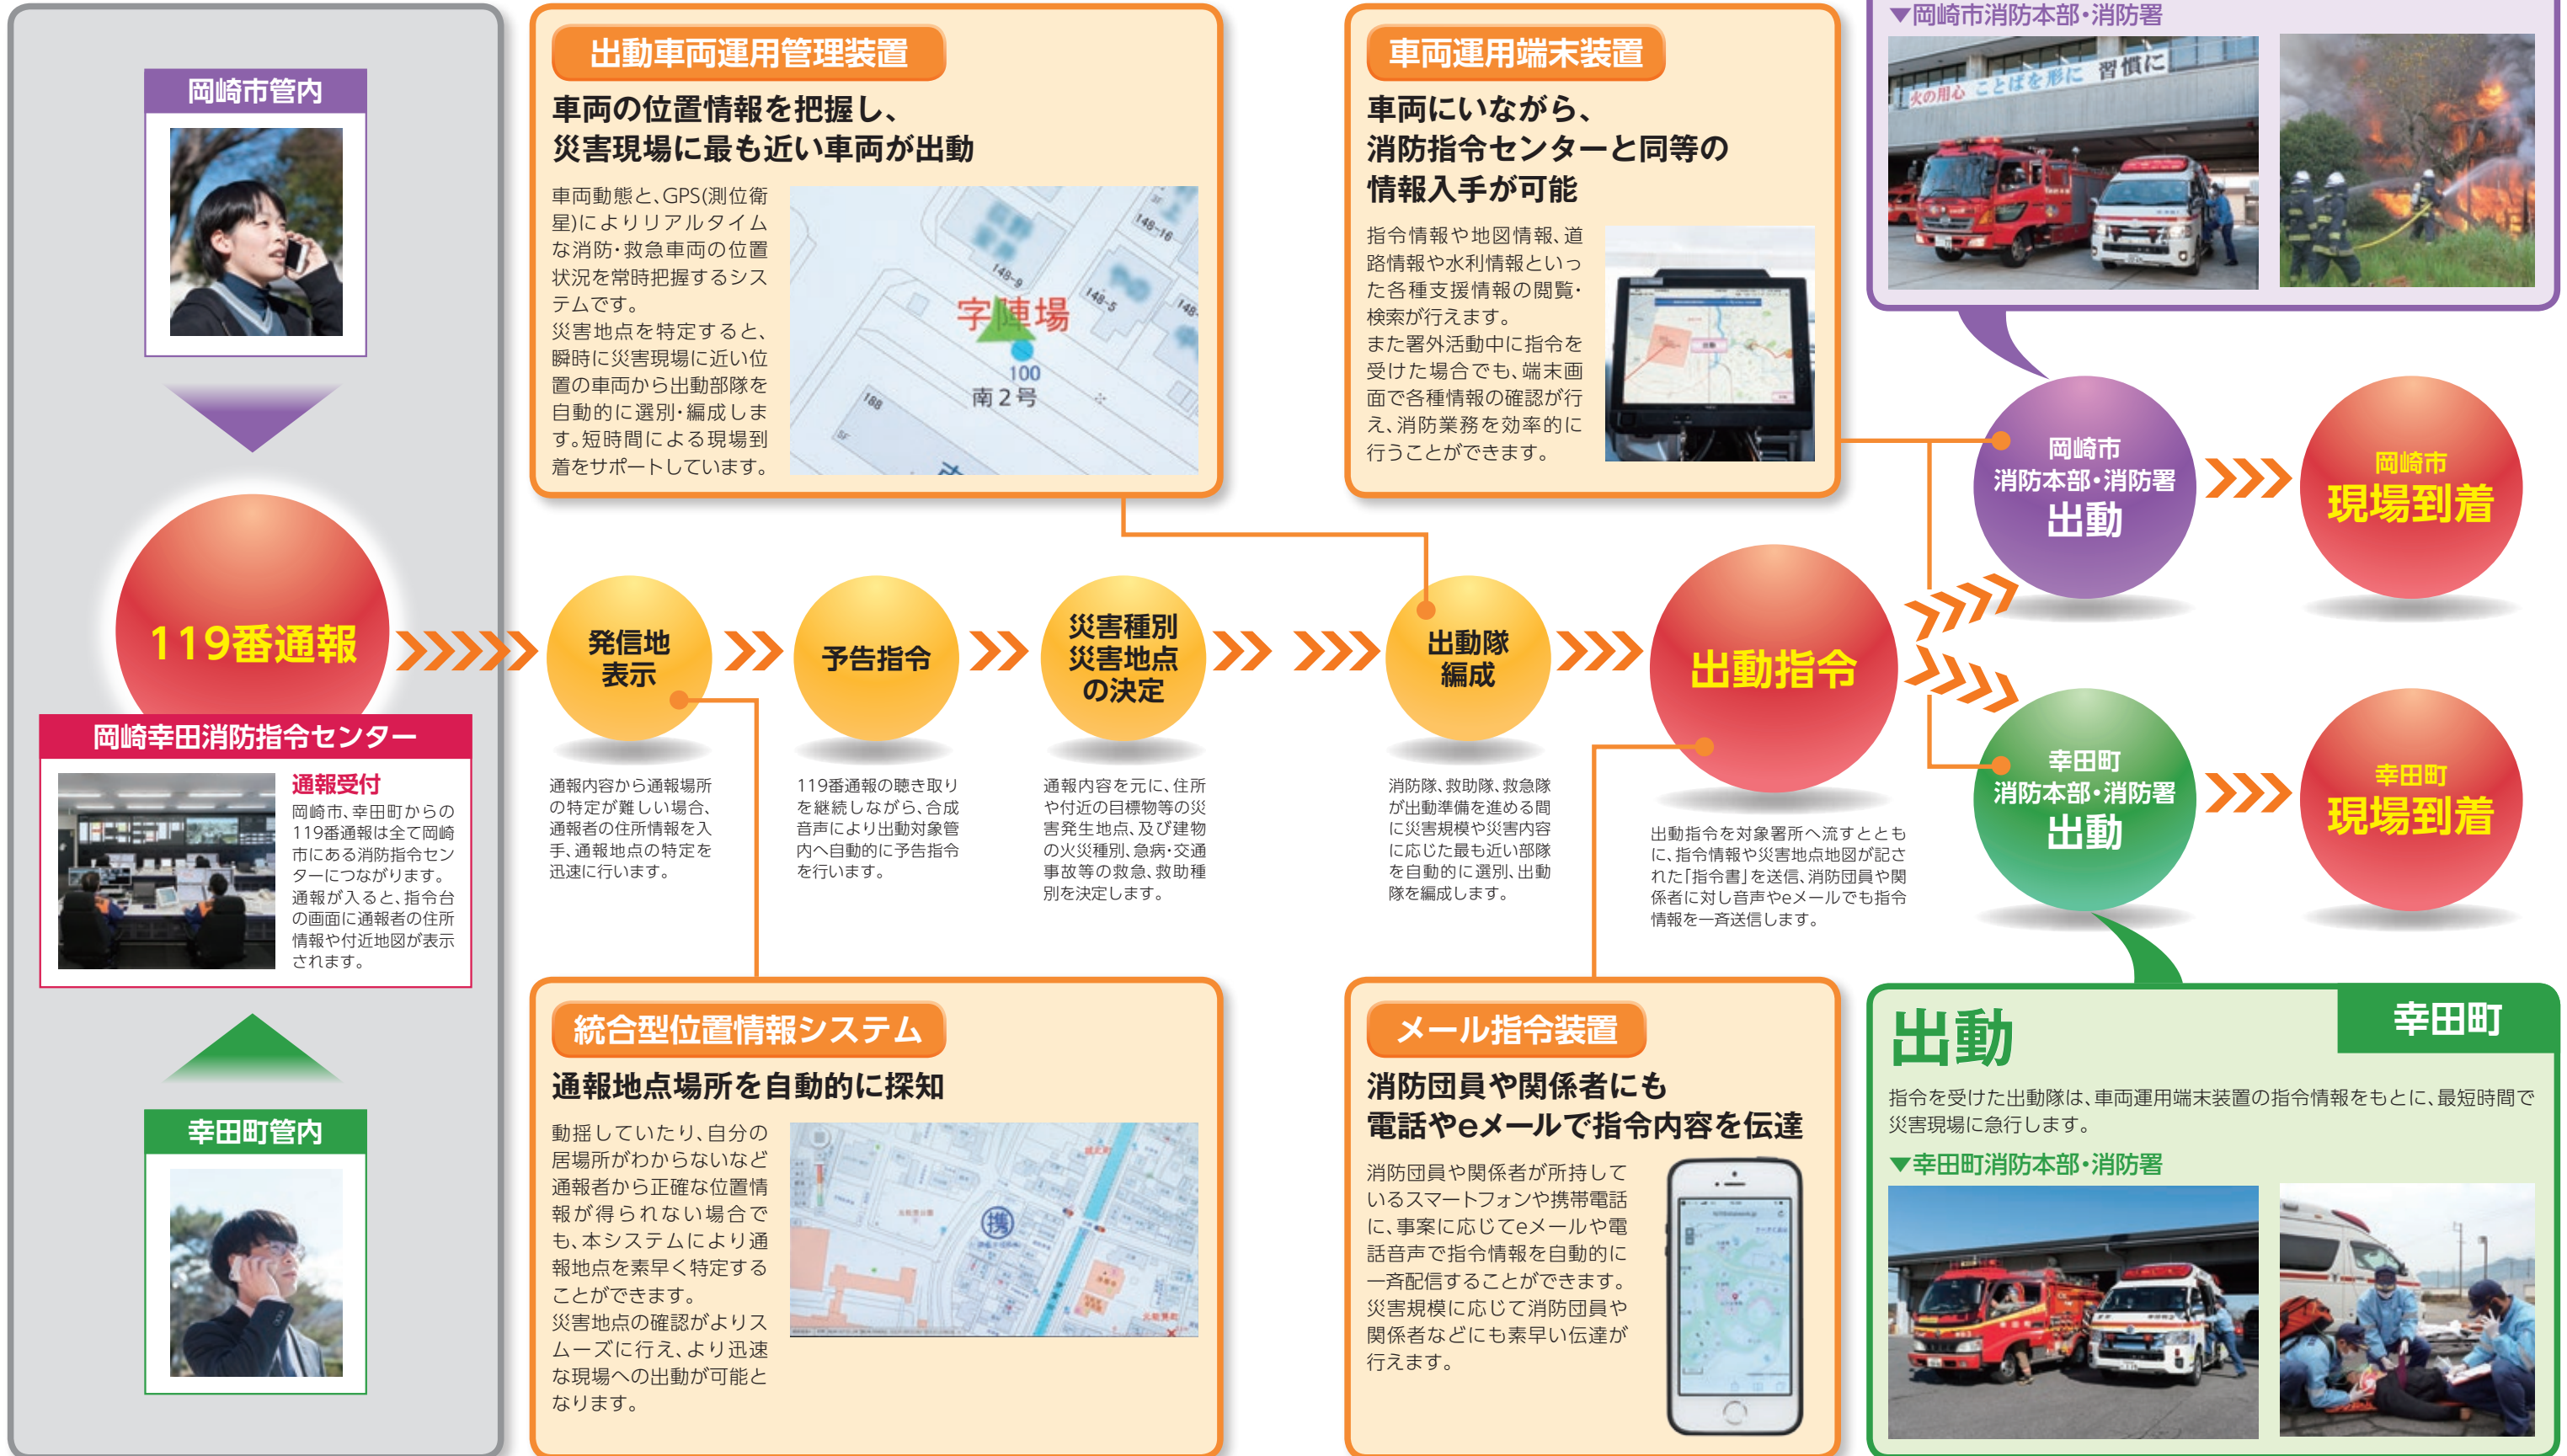 岡崎市管内
119番通報
岡崎幸田消防指令センター
通報受付
岡崎市、幸田町からの
119番通報は全て岡崎
市にある消防指令セン
ターにつながります。
通報が入ると、指令台
の画面に通報者の住所
情報や付近地図が表示
されます。
幸田町管内
出動車両運用管理装置
車両の位置情報を把握し、
災害現場に最も近い車両が出動
車両動態と、GPS(測位衛
星)によりリアルタイム
な消防・救急車両の位置
状況を常時把握するシス
テムです。
災害地点を特定すると、
瞬時に災害現場に近い位
置の車両から出動部隊を
自動的に選別・編成しま
す。短時間による現場到
着をサポートしています。
148-16
148-9
148-5
148-
字陣場
100
南2号
188
車両運用端末装置
車両にいながら、
消防指令センターと同等の
情報入手が可能
指令情報や地図情報、道
路情報や水利情報といっ
た各種支援情報の閲覧・
検索が行えます。
また署外活動中に指令を
受けた場合でも、端末画
面で各種情報の確認が行
え、消防業務を効率的に
行うことができます。
▼岡崎市消防本部・消防署
火の用心 ことばを形に 習慣に
発信地
表示
通報内容から通報場所
の特定が難しい場合、
通報者の住所情報を入
手、通報地点の特定を
迅速に行います。
予告指令
119番通報の聴き取り
を継続しながら、合成
音声により出動対象管
内へ自動的に予告指令
を行います。
災害種別
災害地点
の決定
通報内容を元に、住所
や付近の目標物等の災
害発生地点、及び建物
の火災種別、急病・交通
事故等の救急、救助種
別を決定します。
出動隊
編成
消防隊、救助隊、救急隊
が出動準備を進める間
に災害規模や災害内容
に応じた最も近い部隊
を自動的に選別、出動
隊を編成します。
出動指令
出動指令を対象署所へ流すととも
に、指令情報や災害地点地図が記さ
れた「指令書」を送信、消防団員や関
係者に対し音声やeメールでも指令
情報を一斉送信します。
岡崎市
消防本部・消防署
出動
岡崎市
現場到着
幸田町
消防本部・消防署
出動
幸田町
現場到着
統合型位置情報システム
通報地点場所を自動的に探知
動揺していたり、自分の
居場所がわからないなど
通報者から正確な位置情
報が得られない場合で
も、本システムにより通
報地点を素早く特定する
ことができます。
災害地点の確認がよりス
ムーズに行え、より迅速
な現場への出動が可能と
なります。
携
メール指令装置
消防団員や関係者にも
電話やeメールで指令内容を伝達
消防団員や関係者が所持して
いるスマートフォンや携帯電話
に、事案に応じてeメールや電
話音声で指令情報を自動的に
一斉配信することができます。
災害規模に応じて消防団員や
関係者などにも素早い伝達が
行えます。
出動
幸田町
指令を受けた出動隊は、車両運用端末装置の指令情報をもとに、最短時間で
災害現場に急行します。
▼幸田町消防本部・消防署